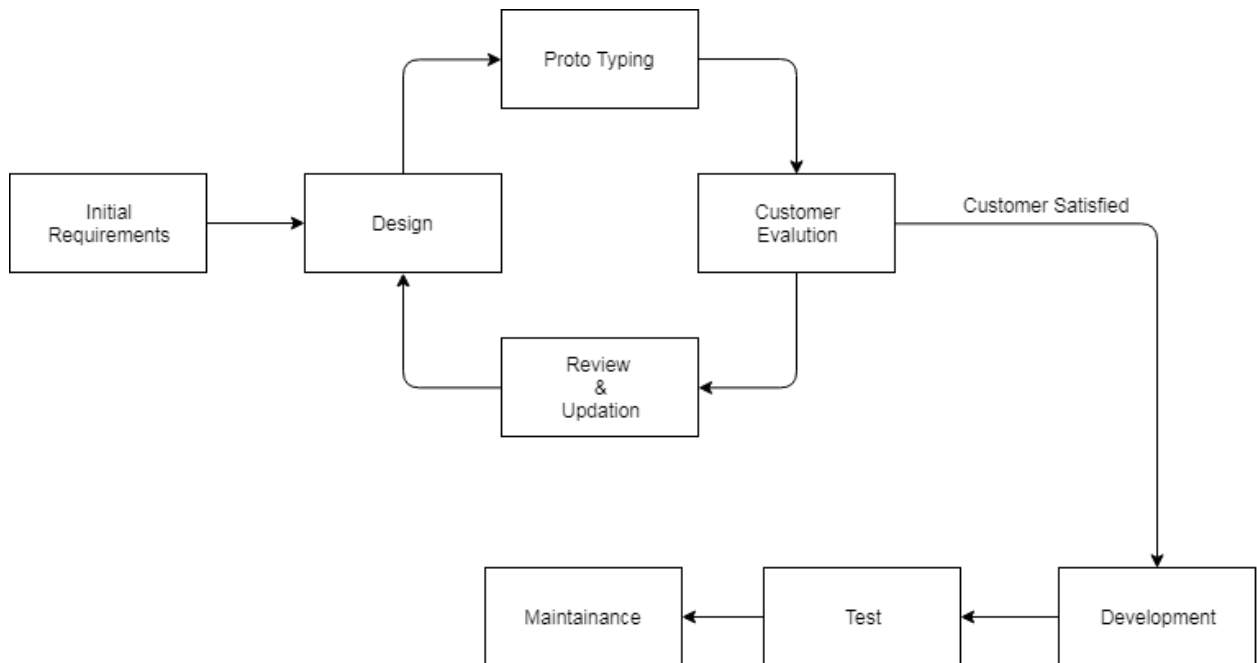 Proto Typing
Initial
Requirements
Design
Customer
Evalution
Customer Satisfied
Review
&
Updation
Maintainance
Test
Development